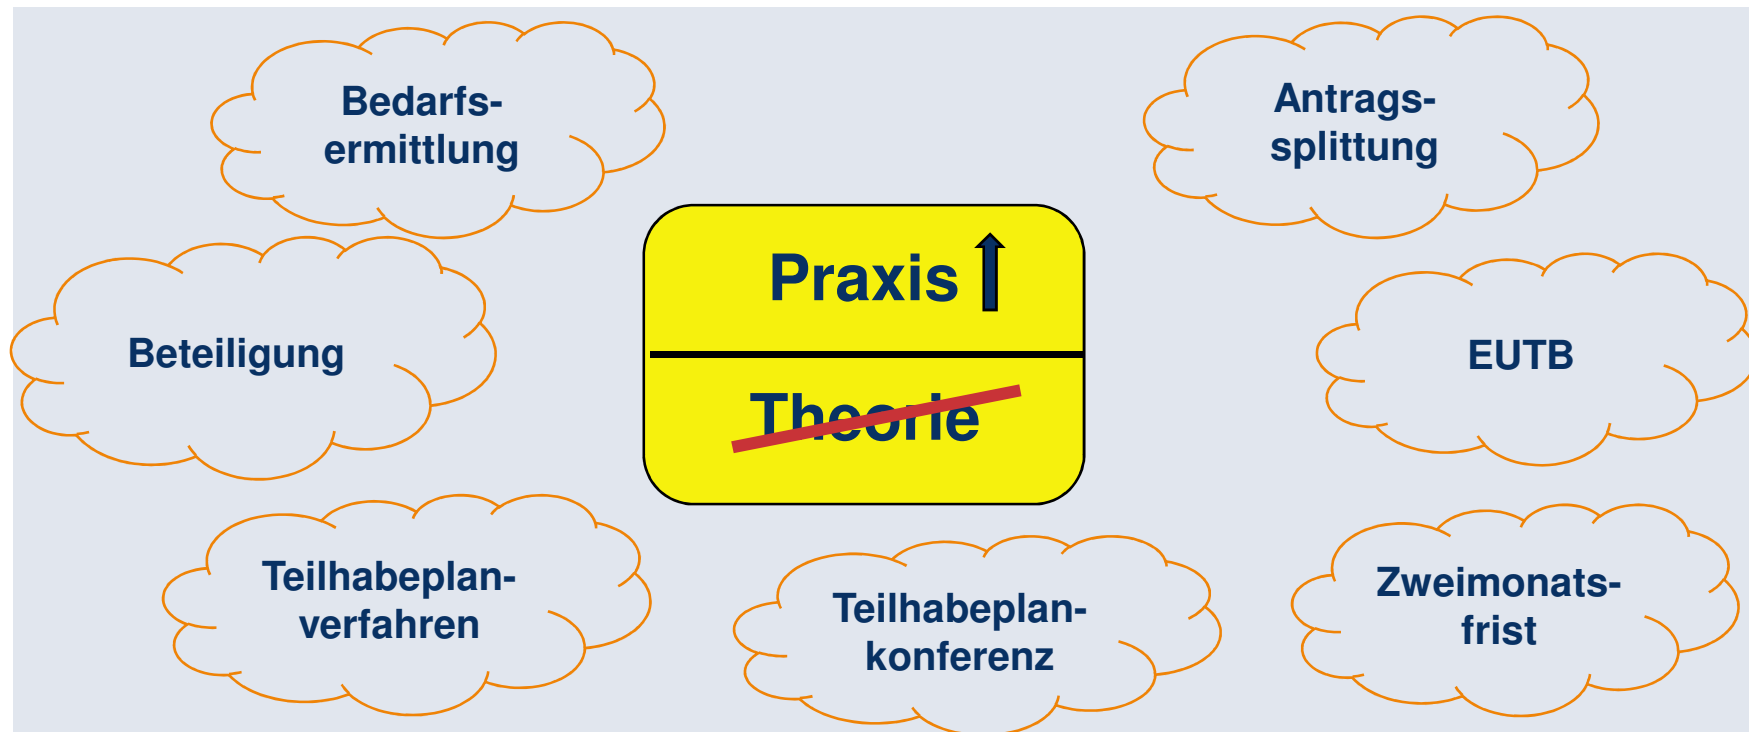 Bedarfs-
ermittlung
Antrags-
splittung
Praxis
Theorie
Beteiligung
EUTB
Teilhabeplan-
verfahren
Teilhabeplan-
konferenz
Zweimonats-
frist